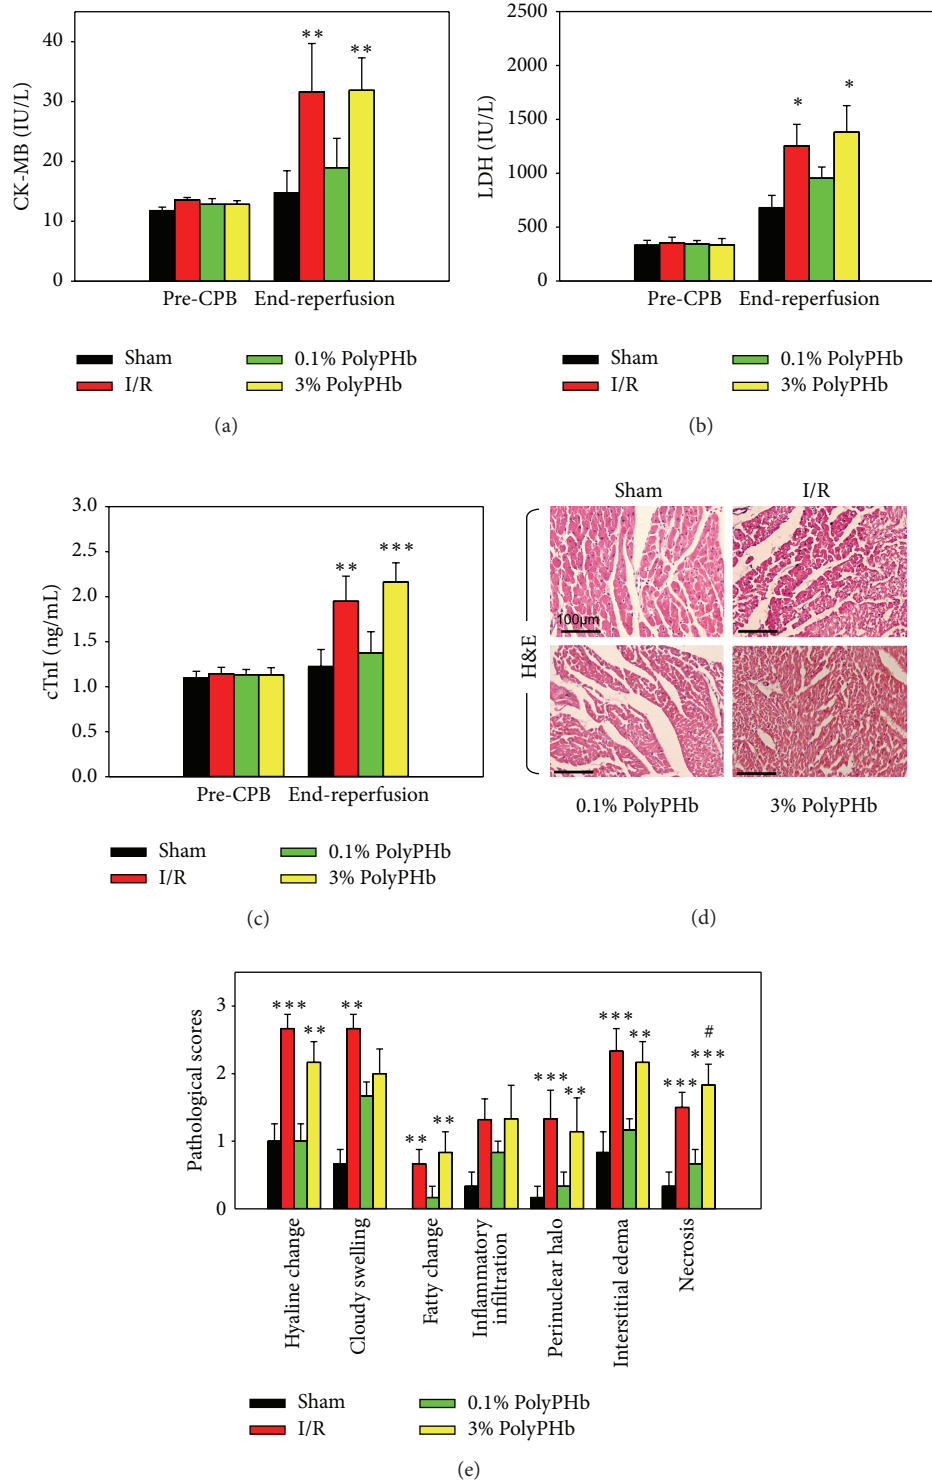 40
30
20
10
0
CK-MB (IU/L)
** **
Pre-CPB End-reperfusion
Sham 0.1% PolyPHb
I/R 3% PolyPHb
(a)
2500
2000
1500
1000
500
0
LDH (IU/L)
* *
Pre-CPB End-reperfusion
Sham 0.1% PolyPHb
I/R 3% PolyPHb
(b)
3.0
2.5
2.0
1.5
1.0
0.5
0.0
cTnI (ng/mL)
** ***
Pre-CPB End-reperfusion
Sham 0.1% PolyPHb
I/R 3% PolyPHb
(c)
Sham I/R
H&E
100μm
0.1% PolyPHb 3% PolyPHb
(d)
3
2
1
0
Pathological scores
*** ** ** ** ** *** ** *** ** *** *** #
Hyaline change
Cloudy swelling
Fatty change
Inflammatory
infiltration
Perinuclear halo
Interstitial edema
Necrosis
Sham 0.1% PolyPHb
I/R 3% PolyPHb
(e)